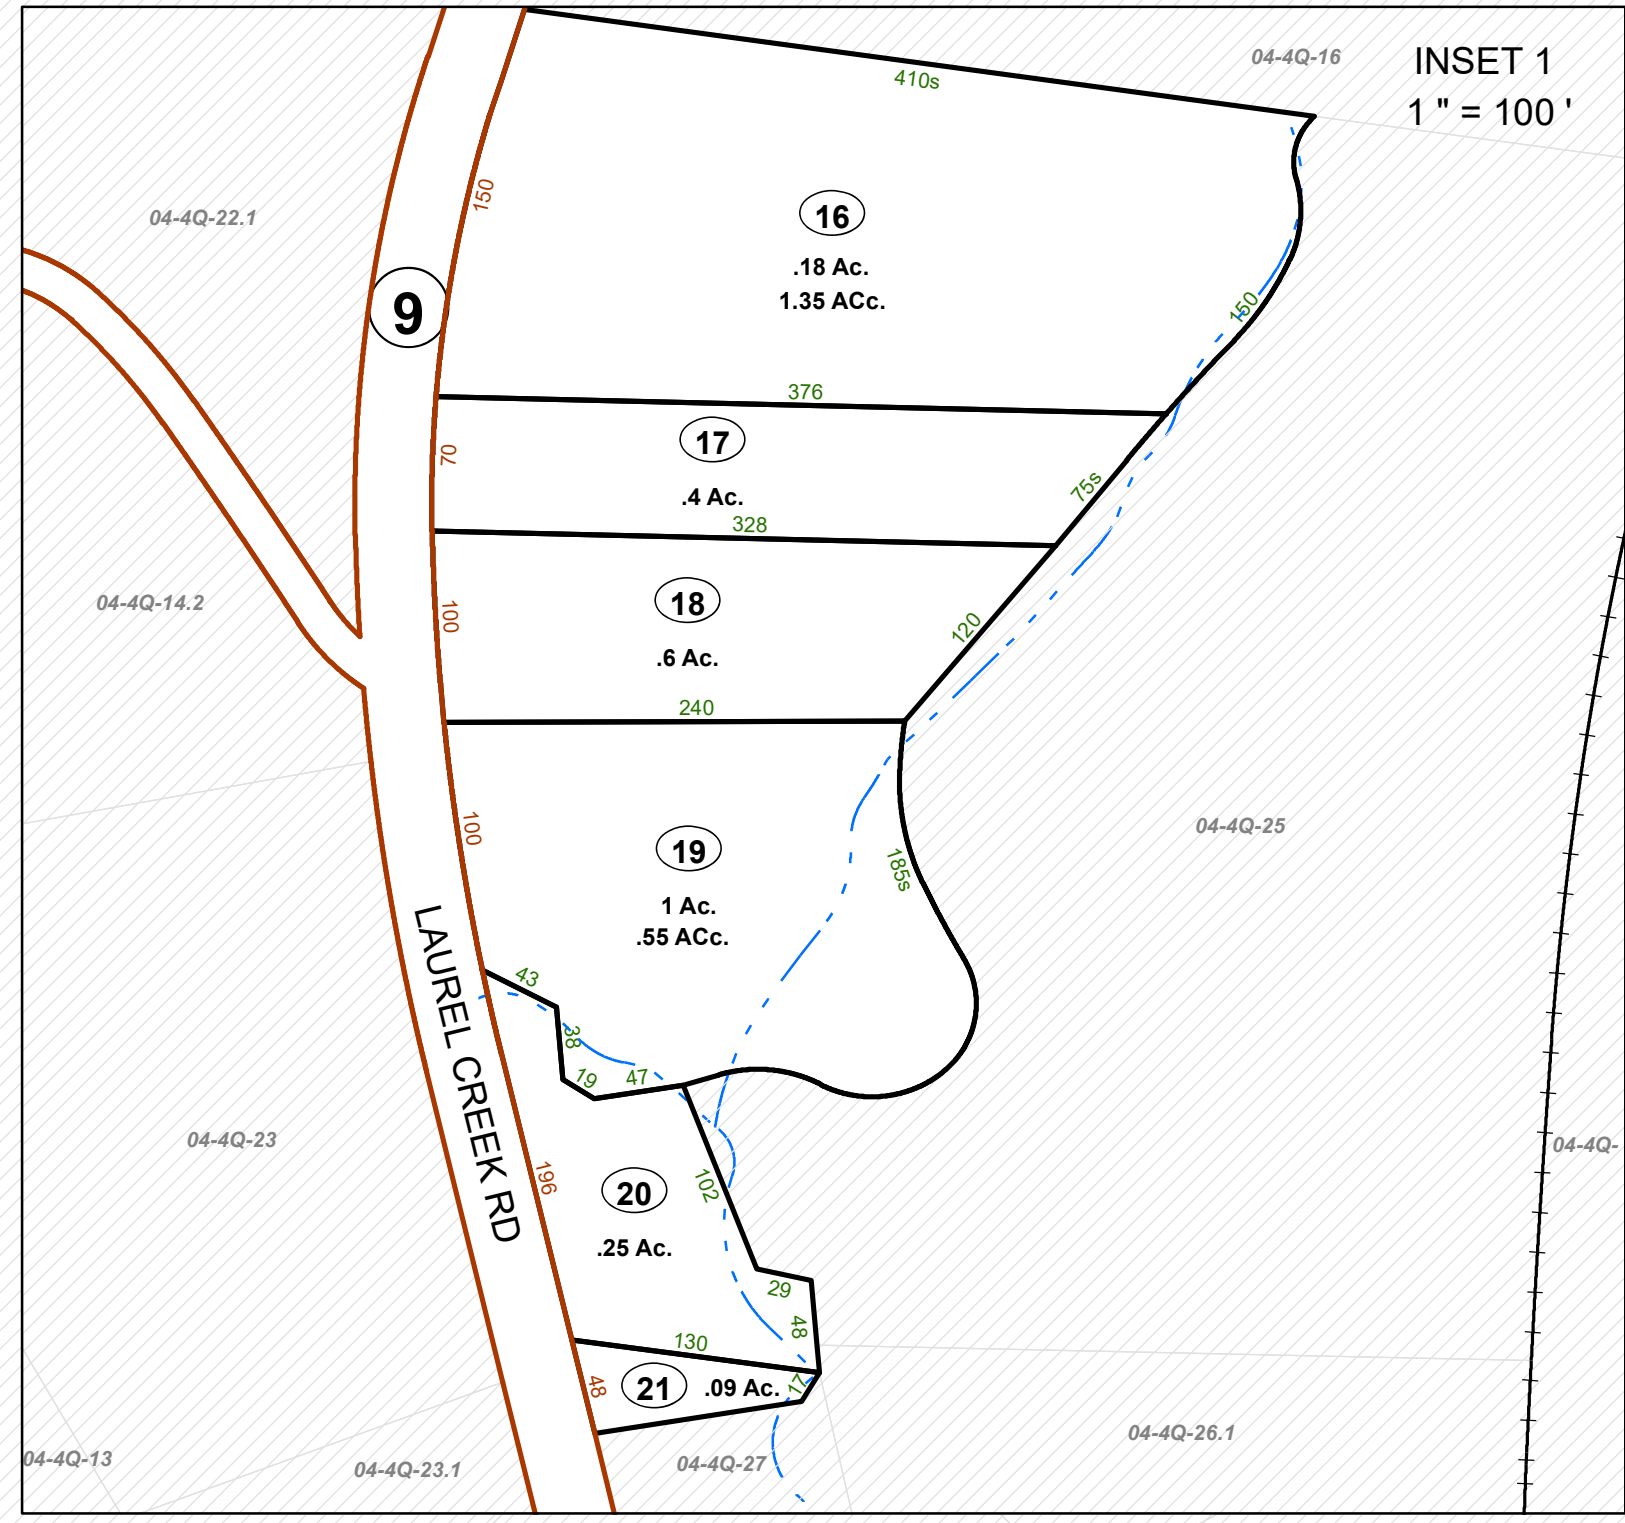 04-4Q-16
INSET 1
1 " = 100 '
410s
150
04-4Q-22.1
16
.18 Ac.
1.35 ACc.
9
150
376
17
70
.4 Ac.
75s
328
18
100
.6 Ac.
120
04-4Q-14.2
240
19
100
1 Ac.
.55 ACc.
185s
04-4Q-25
LAUREL CREEK RD
43
38
19
47
04-4Q-23
04-4Q-
196
20
.25 Ac.
102
29
48
130
48
21
.09 Ac.
17
04-4Q-13
04-4Q-23.1
04-4Q-27
04-4Q-26.1